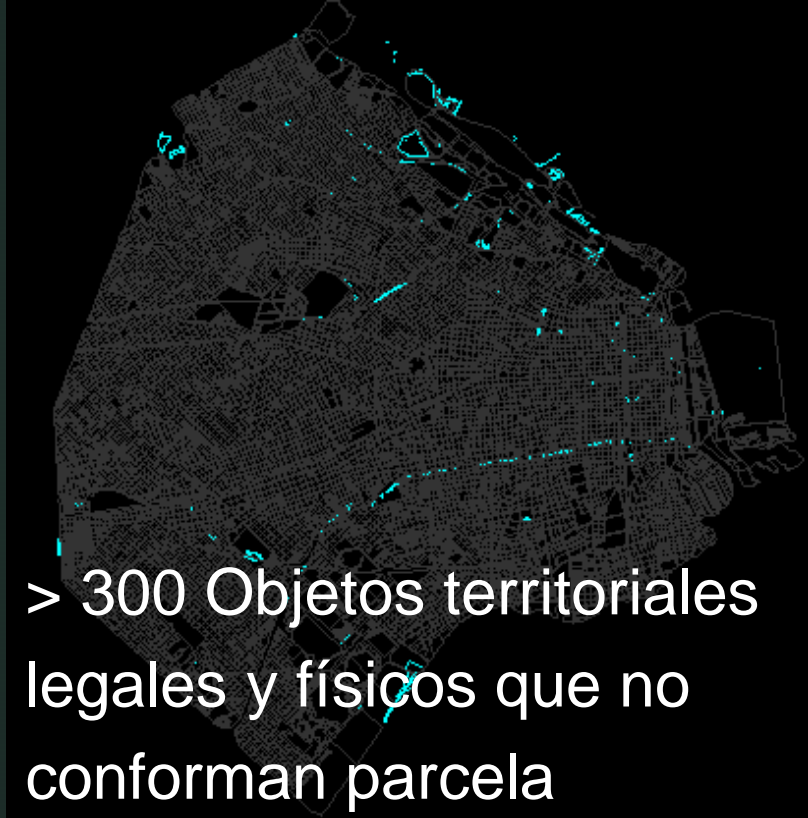 > 300 Objetos territoriales
legales y físicos que no
conforman parcela